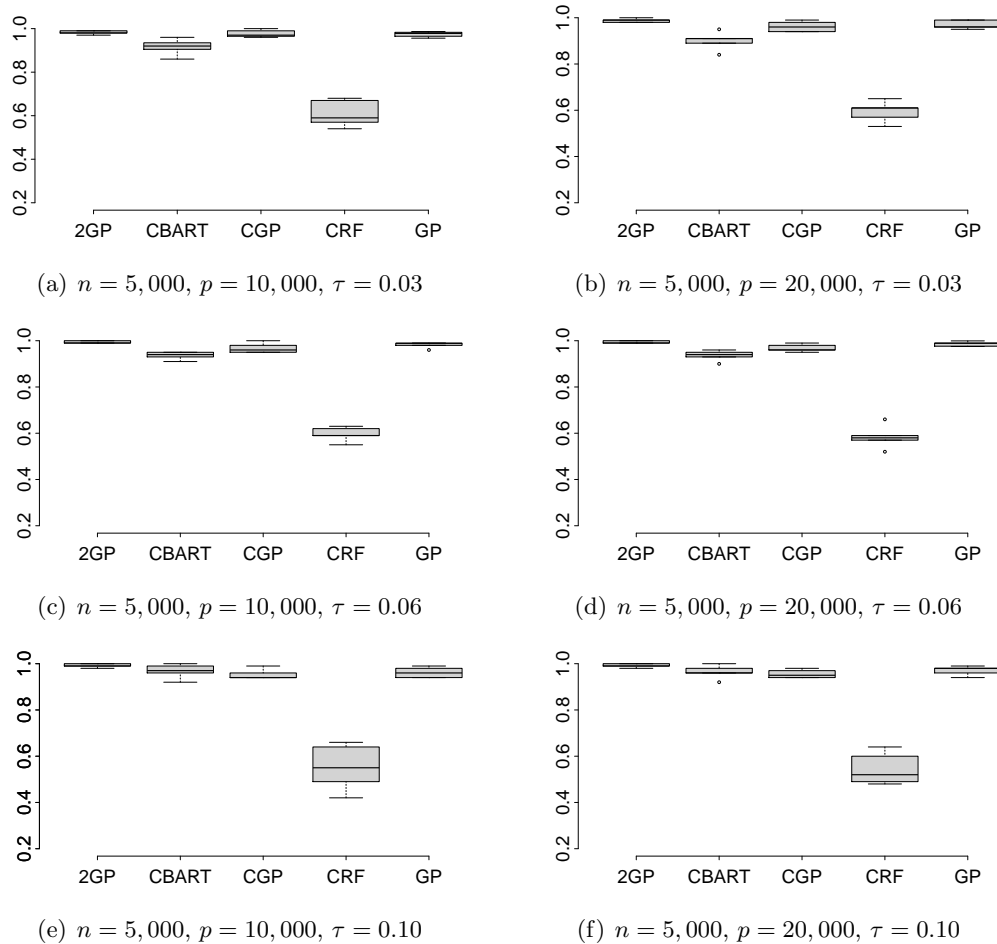 1.0
0.8
0.6
0.4
0.2
2GP CBART CGP CRF GP
(a) n = 5,000, p = 10,000, τ = 0.03
1.0
0.8
0.6
0.4
0.2
2GP CBART CGP CRF GP
(b) n = 5,000, p = 20,000, τ = 0.03
1.0
0.8
0.6
0.4
0.2
2GP CBART CGP CRF GP
(c) n = 5,000, p = 10,000, τ = 0.06
1.0
0.8
0.6
0.4
0.2
2GP CBART CGP CRF GP
(d) n = 5,000, p = 20,000, τ = 0.06
1.0
0.8
0.6
0.4
0.2
2GP CBART CGP CRF GP
(e) n = 5,000, p = 10,000, τ = 0.10
1.0
0.8
0.6
0.4
0.2
2GP CBART CGP CRF GP
(f) n = 5,000, p = 20,000, τ = 0.10